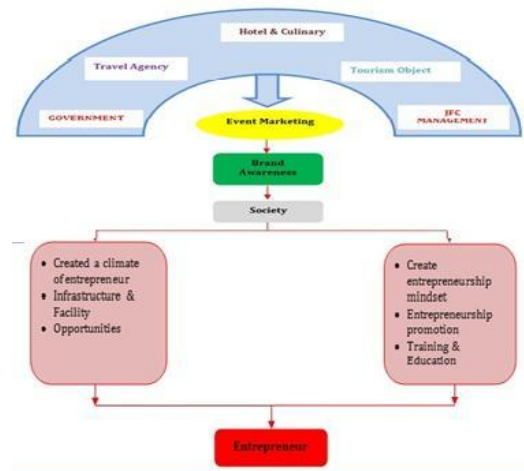 Hotel & Culinary
Travel Agency
Tourism Object
GOVERNMENT
JFC
MANAGEMENT
Event Marketing
Brand
Awareness
Society
• Created a climate
of entrepreneur
• Infrastructure &
Facility
• Opportunities
• Create
entrepreneurship
mindset
• Entrepreneurship
promotion
• Training &
Education
Entrepreneur